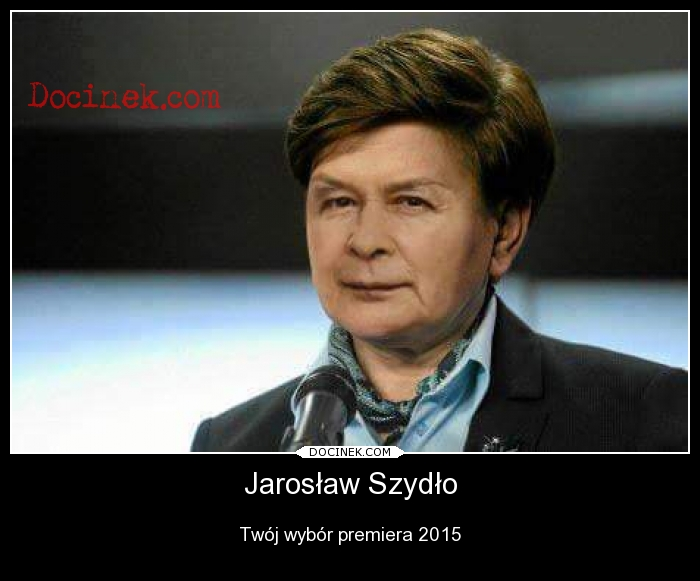 Docinek.com
DOCINEK.COM
Jarosław Szydło
Twój wybór premiera 2015